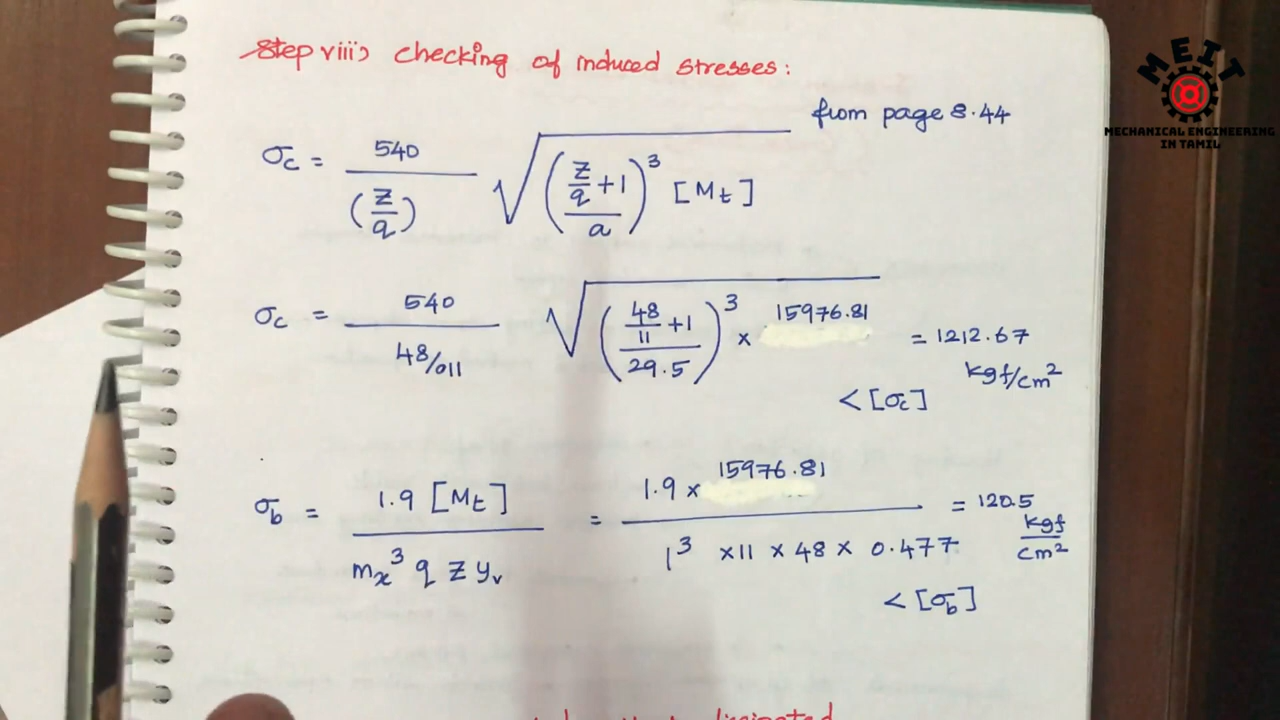 Step viii) checking of induced stresses:
from page 8.44
σc = 540 / (z/q) √( ((z/q + 1) / a)³ [Mt] )
σc = 540 / 48/011 √( ((48/11 + 1) / 29.5)³ × 15976.81 ) = 1212.67 kgf/cm²
< [σc]
σb = 1.9 [Mt] / mx³ q z yv = 1.9 × 15976.81 / 1³ × 11 × 48 × 0.477 = 120.5 kgf/cm²
< [σb]
MEIT
MECHANICAL ENGINEERING
IN TAMIL